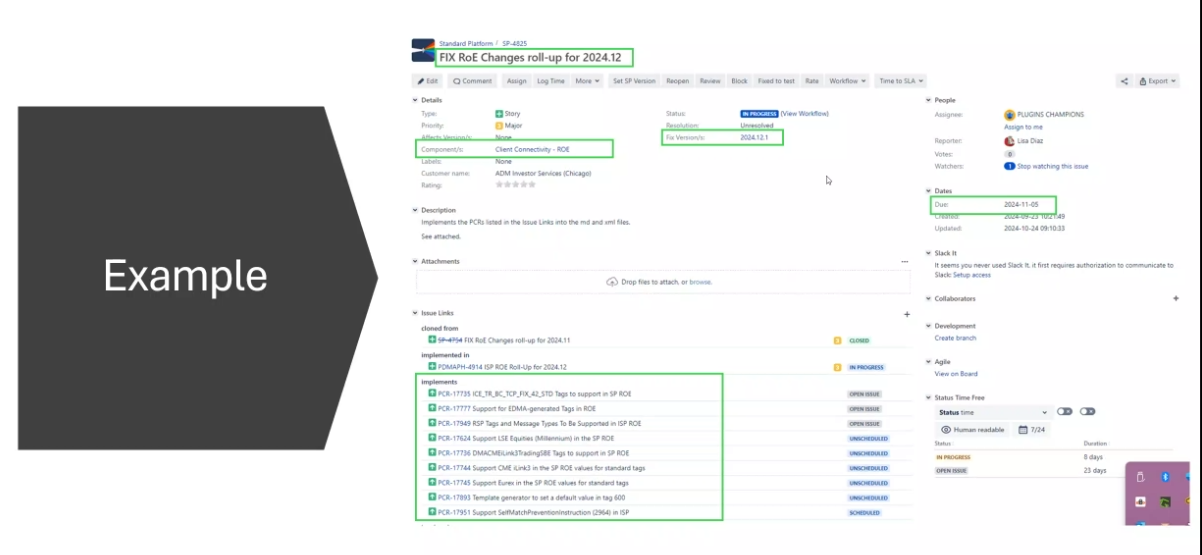 Example
Standard Platform / SP-4825
FIX RoE Changes roll-up for 2024.12
Edit Comment Assign Log Time More Set SP Version Reopen Review Block Fixed to test Rate Workflow Time to SLA Export
Details
Type: Story
Priority: Major
Affects Version/s: None
Component/s: Client Connectivity - ROE
Labels: None
Customer name: ADM Investor Services (Chicago)
Rating:
Status: IN PROGRESS (View Workflow)
Resolution: Unresolved
Fix Version/s: 2024.12.1
Description
Implements the PCRs listed in the Issue Links into the md and xml files.
See attached.
Attachments
Drop files to attach, or browse.
Issue Links
cloned from
SP-4754 FIX RoE Changes roll-up for 2024.11 CLOSED
implemented in
PDMAPH-4914 ISP ROE Roll-Up for 2024.12 IN PROGRESS
implements
PCR-17735 ICE_TR_BC_TCP_FIX_42_STD Tags to support in SP ROE OPEN ISSUE
PCR-17777 Support for EDMA-generated Tags in ROE OPEN ISSUE
PCR-17949 RSP Tags and Message Types To Be Supported in ISP ROE OPEN ISSUE
PCR-17624 Support LSE Equities (Millennium) in the SP ROE UNSCHEDULED
PCR-17736 DMACMEiLink3TradingSBE Tags to support in SP ROE UNSCHEDULED
PCR-17744 Support CME iLink3 in the SP ROE values for standard tags UNSCHEDULED
PCR-17745 Support Eurex in the SP ROE values for standard tags UNSCHEDULED
PCR-17893 Template generator to set a default value in tag 600 UNSCHEDULED
PCR-17951 Support SelfMatchPreventionInstruction (2964) in ISP SCHEDULED
People
Assignee: PLUGINS CHAMPIONS
Assign to me
Reporter: Lisa Diaz
Votes: 0
Watchers: 1 Stop watching this issue
Dates
Due: 2024-11-05
Created: 2024-09-23 10:21:49
Updated: 2024-10-24 09:10:33
Slack It
It seems you never used Slack It, it first requires authorization to communicate to
Slack: Setup access
Collaborators
Development
Create branch
Agile
View on Board
Status Time Free
Status time
Human readable 7/24
Status Duration
IN PROGRESS 8 days
OPEN ISSUE 23 days